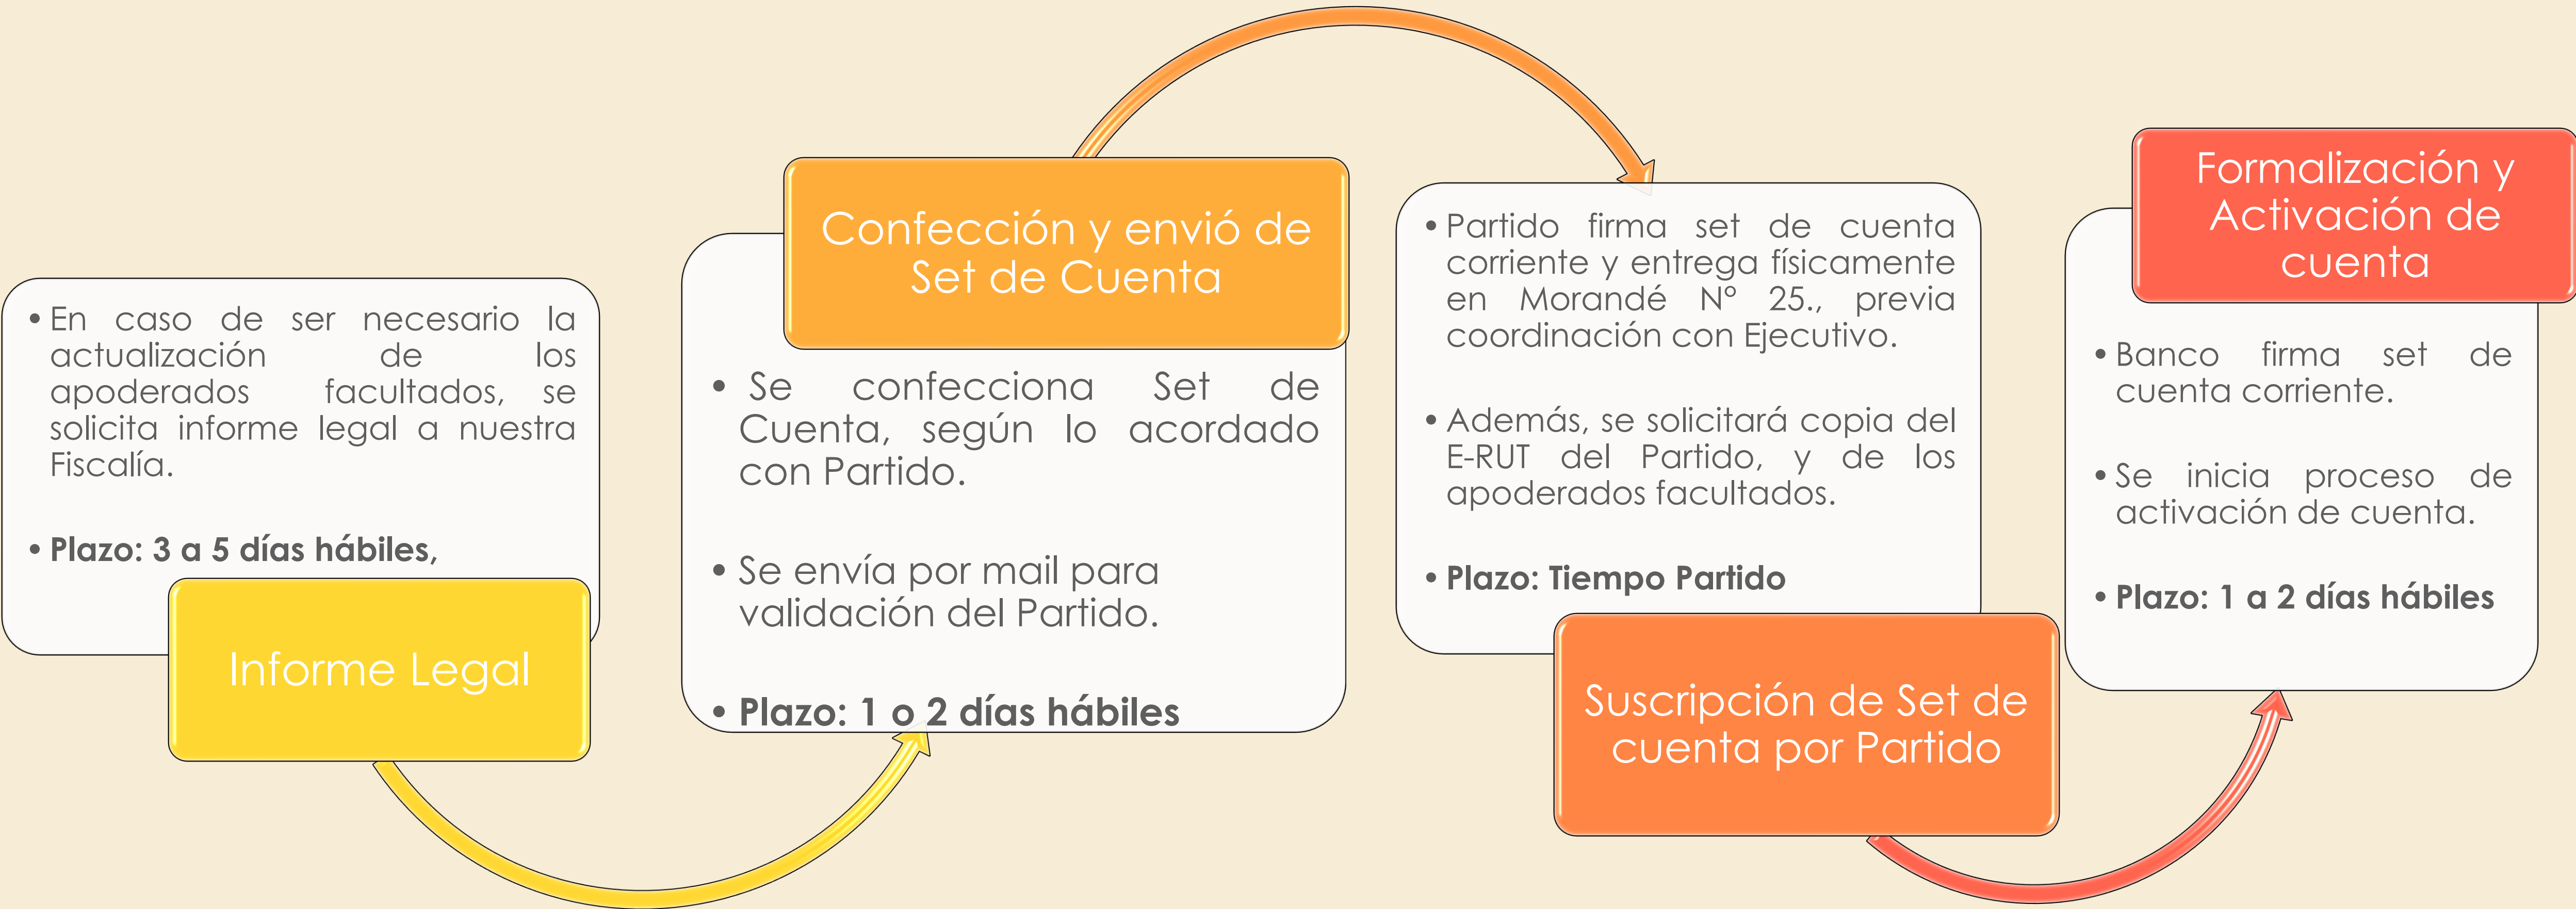 • En caso de ser necesario la
actualización de los
apoderados facultados, se
solicita informe legal a nuestra
Fiscalía.
• Plazo: 3 a 5 días hábiles,
Informe Legal
Confección y envió de
Set de Cuenta
• Se confecciona Set de
Cuenta, según lo acordado
con Partido.
• Se envía por mail para
validación del Partido.
• Plazo: 1 o 2 días hábiles
• Partido firma set de cuenta
corriente y entrega físicamente
en Morandé Nº 25., previa
coordinación con Ejecutivo.
• Además, se solicitará copia del
E-RUT del Partido, y de los
apoderados facultados.
• Plazo: Tiempo Partido
Suscripción de Set de
cuenta por Partido
Formalización y
Activación de
cuenta
• Banco firma set de
cuenta corriente.
• Se inicia proceso de
activación de cuenta.
• Plazo: 1 a 2 días hábiles